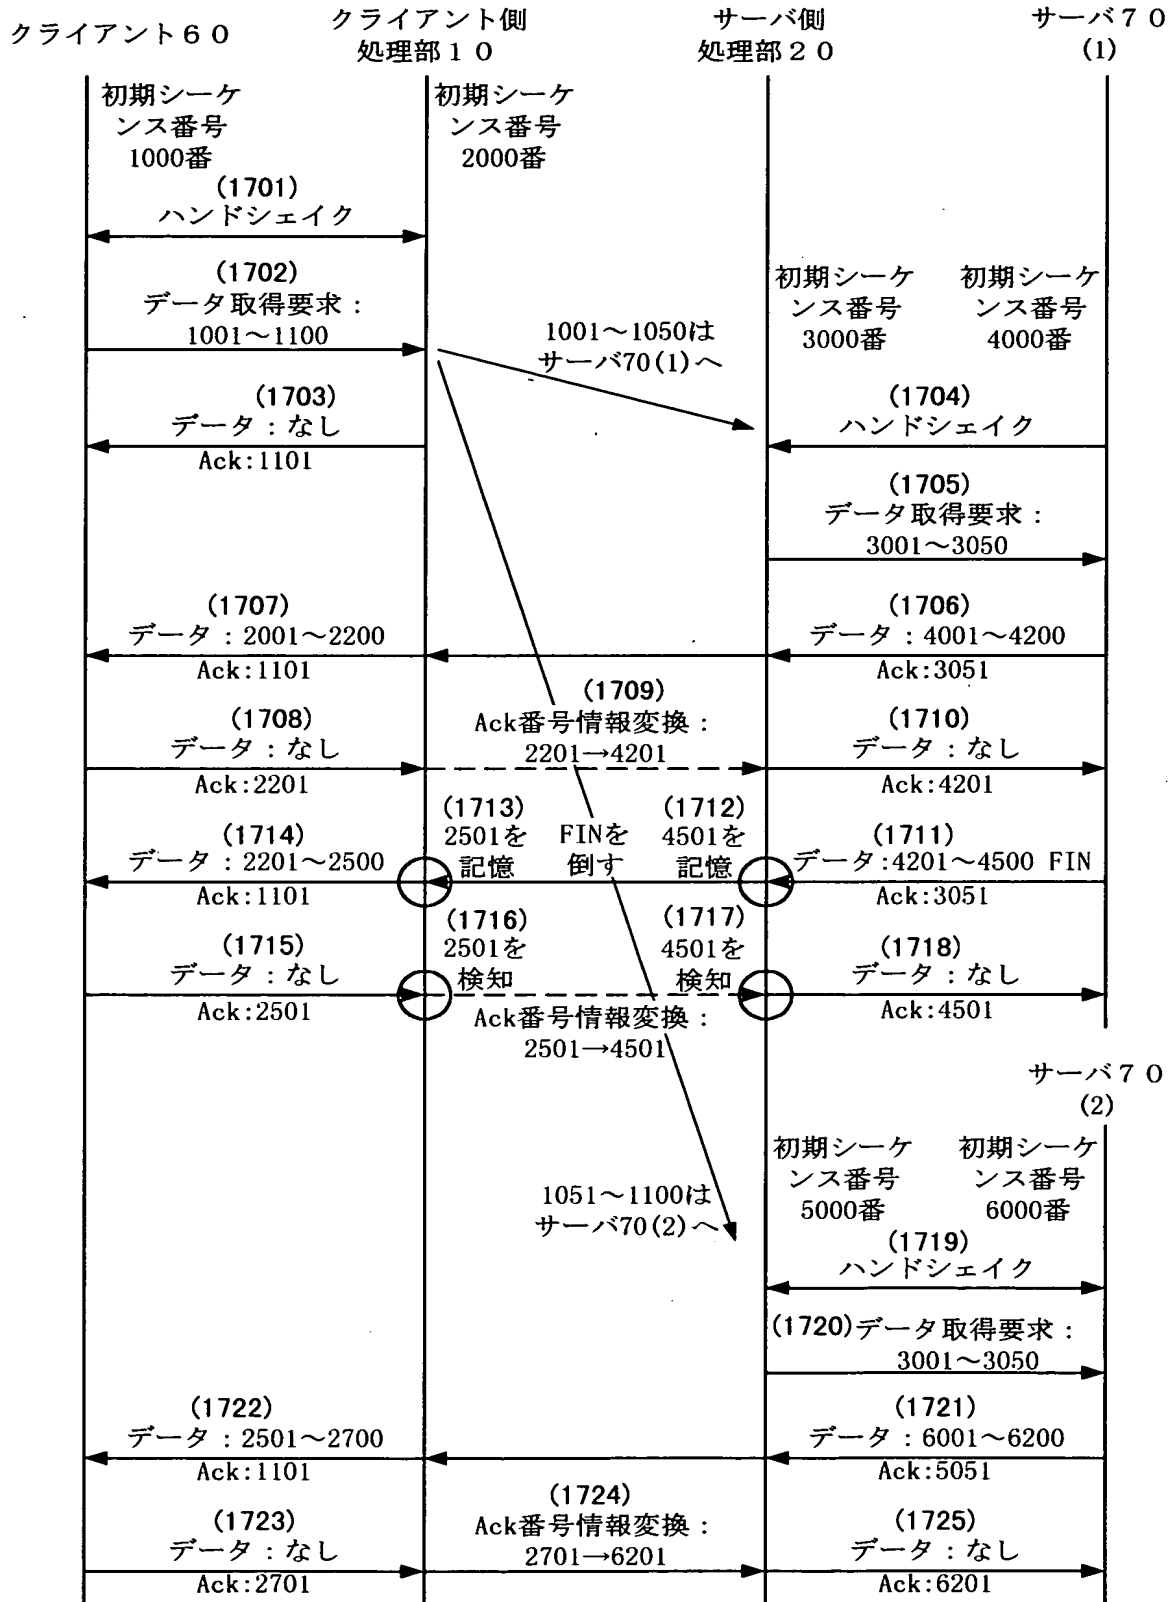 クライアント６０
クライアント側
処理部１０
サーバ側
処理部２０
サーバ７０
(1)
初期シーケ
ンス番号
1000番
初期シーケ
ンス番号
2000番
(1701)
ハンドシェイク
(1702)
データ取得要求：
1001～1100
1001～1050は
サーバ70(1)へ
初期シーケ
ンス番号
3000番
初期シーケ
ンス番号
4000番
(1703)
データ：なし
Ack:1101
(1704)
ハンドシェイク
(1705)
データ取得要求：
3001～3050
(1707)
データ：2001～2200
Ack:1101
(1706)
データ：4001～4200
Ack:3051
(1708)
データ：なし
Ack:2201
(1709)
Ack番号情報変換：
2201→4201
(1710)
データ：なし
Ack:4201
(1714)
データ：2201～2500
Ack:1101
(1713)
2501を
記憶
FINを
倒す
(1712)
4501を
記憶
(1711)
データ:4201～4500 FIN
Ack:3051
(1715)
データ：なし
Ack:2501
(1716)
2501を
検知
(1717)
4501を
検知
Ack番号情報変換：
2501→4501
(1718)
データ：なし
Ack:4501
サーバ７０
(2)
1051～1100は
サーバ70(2)へ
初期シーケ
ンス番号
5000番
初期シーケ
ンス番号
6000番
(1719)
ハンドシェイク
(1720)データ取得要求：
3001～3050
(1722)
データ：2501～2700
Ack:1101
(1721)
データ：6001～6200
Ack:5051
(1723)
データ：なし
Ack:2701
(1724)
Ack番号情報変換：
2701→6201
(1725)
データ：なし
Ack:6201